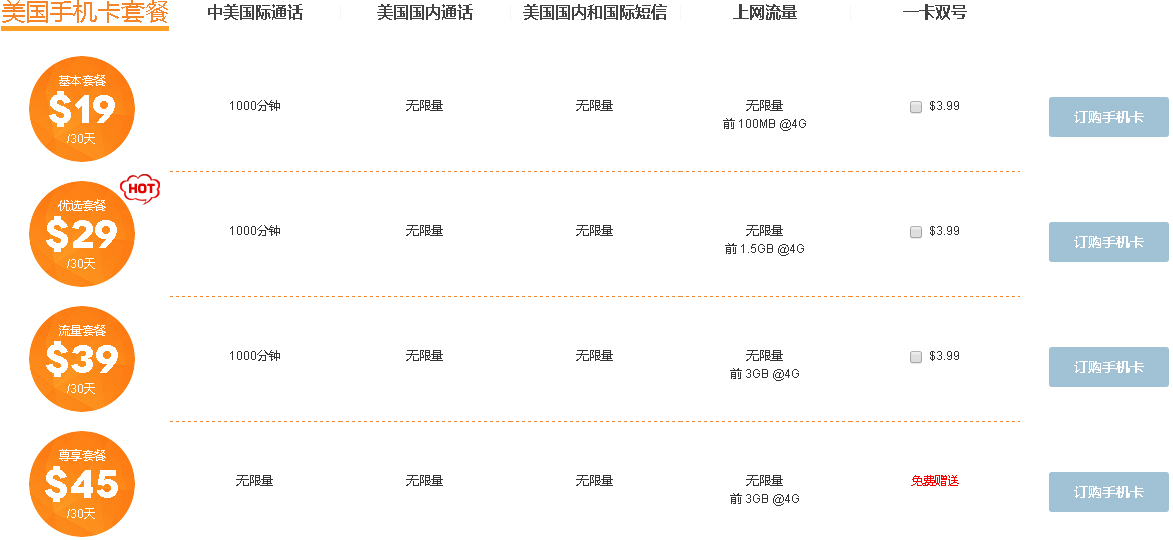 美国手机卡套餐 中美国际通话 美国国内通话 美国国内和国际短信 上网流量 一卡双号
基本套餐
$19
/30天
1000分钟 无限量 无限量 无限量 $3.99
前 100MB @4G
订购手机卡
HOT
优选套餐
$29
/30天
1000分钟 无限量 无限量 无限量 $3.99
前 1.5GB @4G
订购手机卡
流量套餐
$39
/30天
1000分钟 无限量 无限量 无限量 $3.99
前 3GB @4G
订购手机卡
尊享套餐
$45
/30天
无限量 无限量 无限量 无限量 免费赠送
前 3GB @4G
订购手机卡